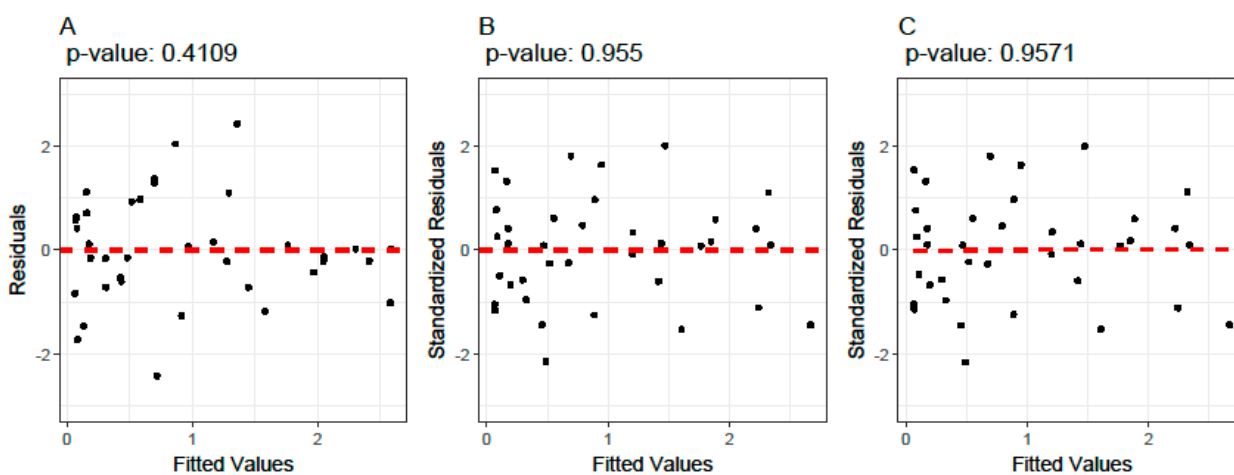 A
p-value: 0.4109
Residuals
2
0
-2
0
1
2
Fitted Values
B
p-value: 0.955
Standardized Residuals
2
0
-2
0
1
2
Fitted Values
C
p-value: 0.9571
Standardized Residuals
2
0
-2
0
1
2
Fitted Values